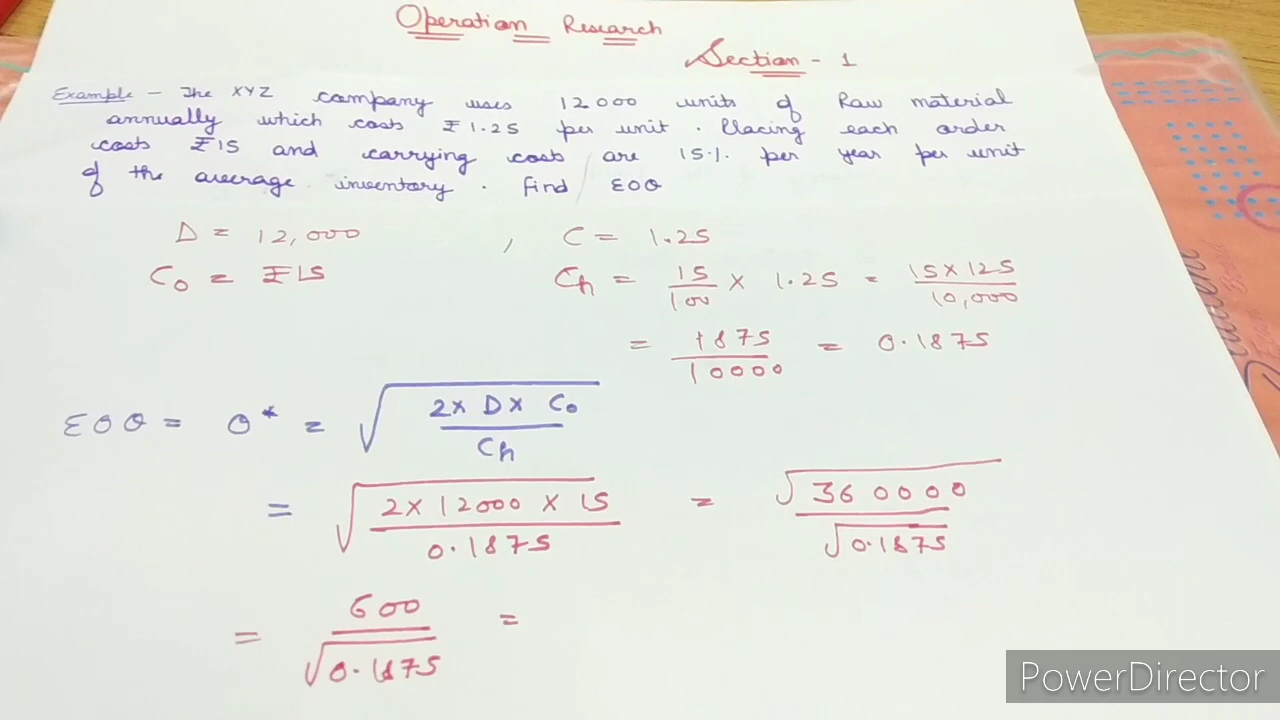 Operation Research
Section - 1
Example - The XYZ company uses 12000 units of Raw material
annually which costs ₹1.25 per unit. Placing each order
costs ₹15 and carrying costs are 15% per year per unit
of the average inventory. Find EOQ
D = 12,000 , C = 1.25
Co = ₹15 Ch = 15/100 × 1.25 = 15×125/10,000
= 1875/10000 = 0.1875
EOQ = Q* = √(2× D× Co/Ch)
= √(2×12000 × 15/0.1875) = √360000/√0.1875
= 600/√0.1875 =
PowerDirector